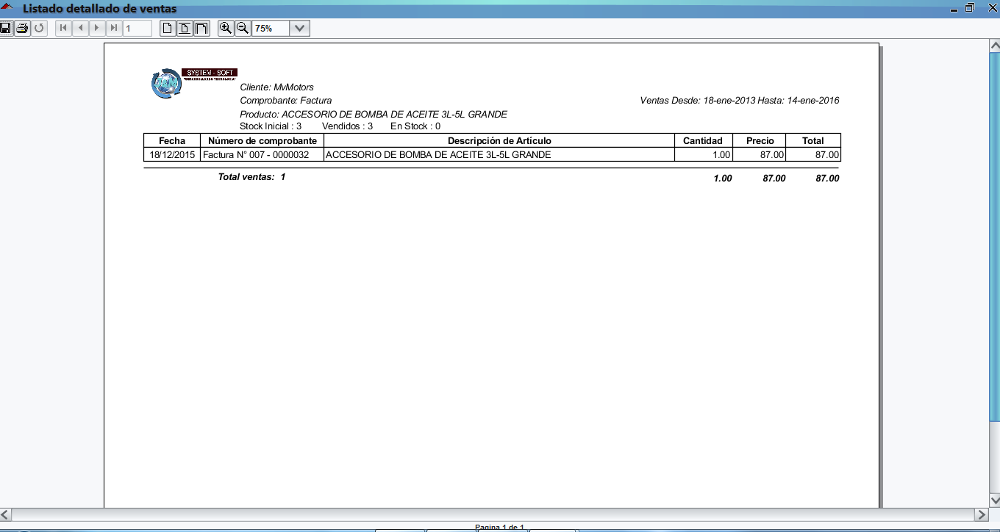 Listado detallado de ventas
1
75%
SYSTEM - SOFT
"DESARROLLANDO TECNOLOGIA"
Cliente: MvMotors
Comprobante: Factura Ventas Desde: 18-ene-2013 Hasta: 14-ene-2016
Producto: ACCESORIO DE BOMBA DE ACEITE 3L-5L GRANDE
Stock Inicial : 3 Vendidos : 3 En Stock : 0
Fecha Número de comprobante Descripción de Artículo Cantidad Precio Total
18/12/2015 Factura N° 007 - 0000032 ACCESORIO DE BOMBA DE ACEITE 3L-5L GRANDE 1.00 87.00 87.00
Total ventas: 1 1.00 87.00 87.00
Pagina 1 de 1